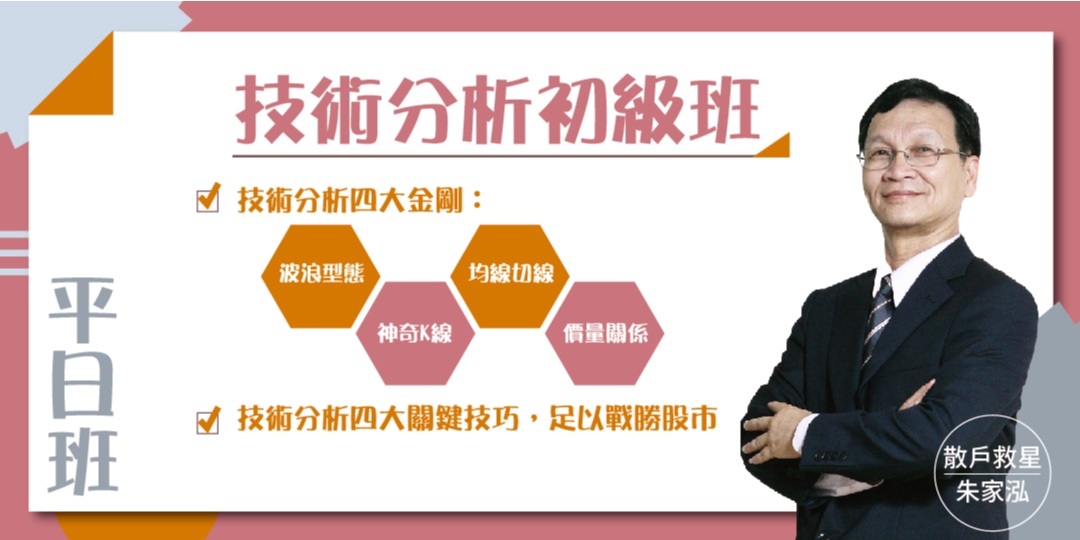 技術分析初級班
技術分析四大金剛：
波浪型態
均線切線
神奇K線
價量關係
技術分析四大關鍵技巧，足以戰勝股市
平日班
散戶救星
朱家泓